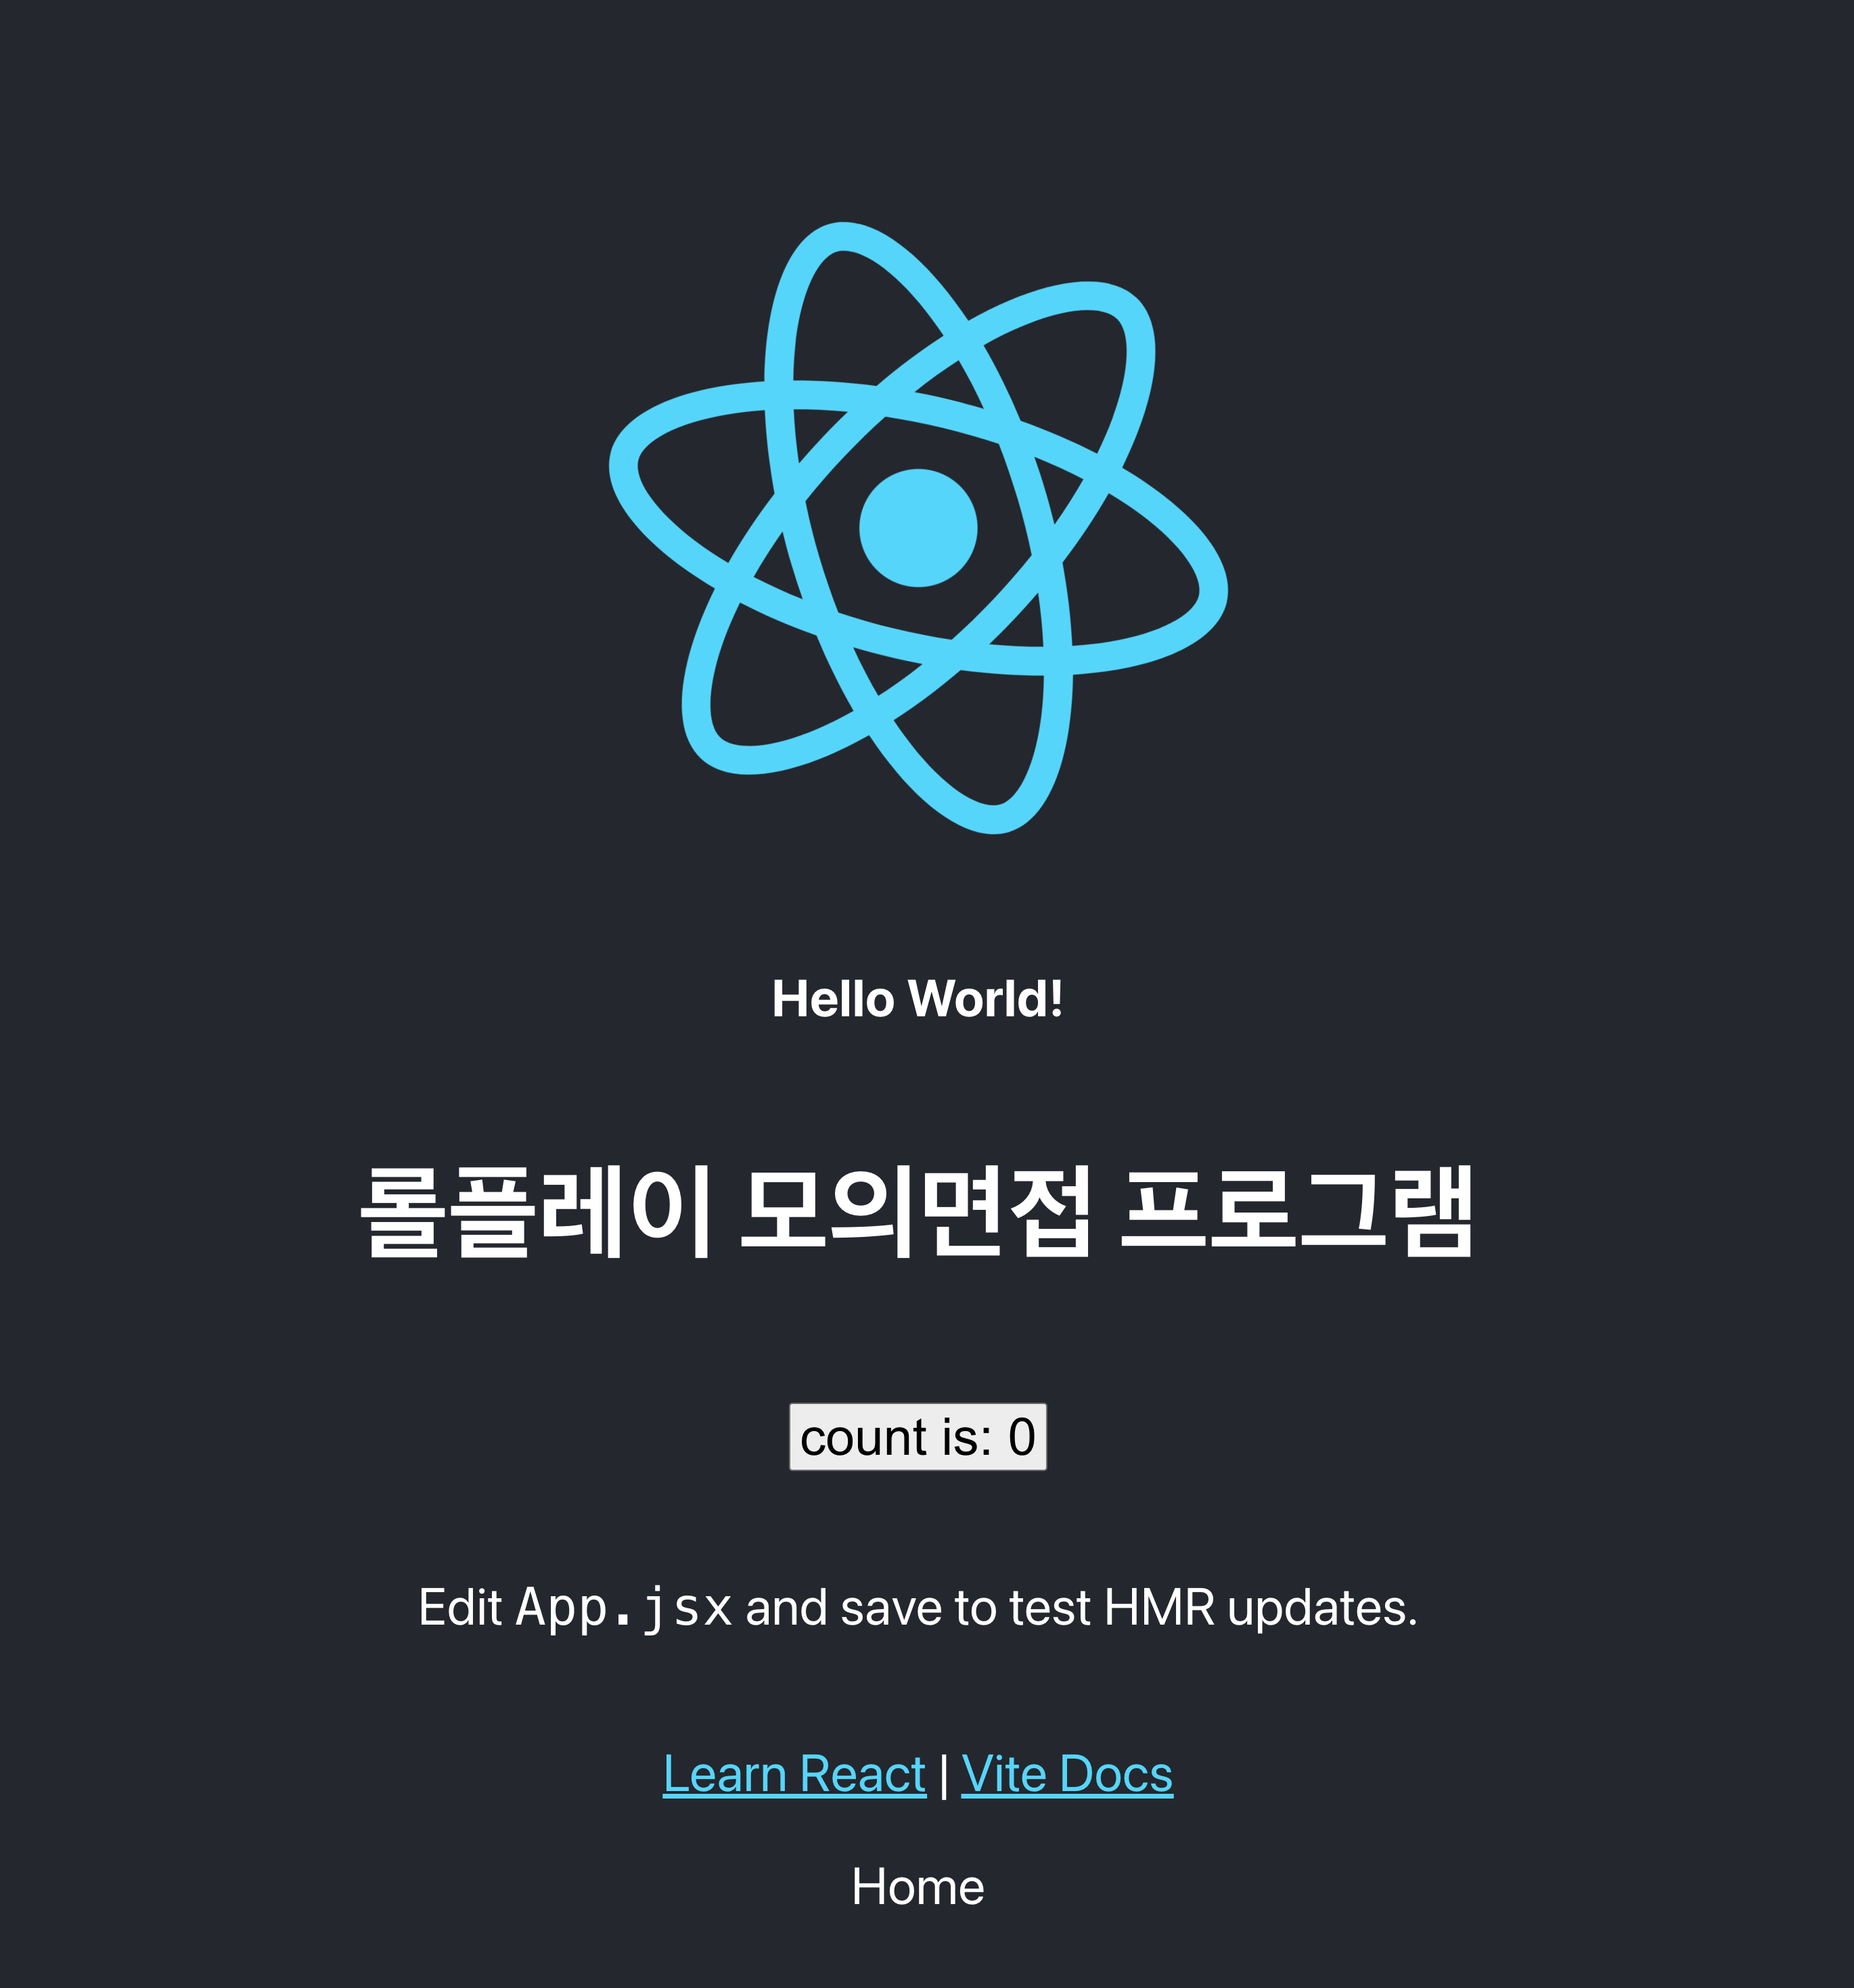 Hello World!
롤플레이 모의면접 프로그램
count is: 0
Edit App.jsx and save to test HMR updates.
Learn React | Vite Docs
Home